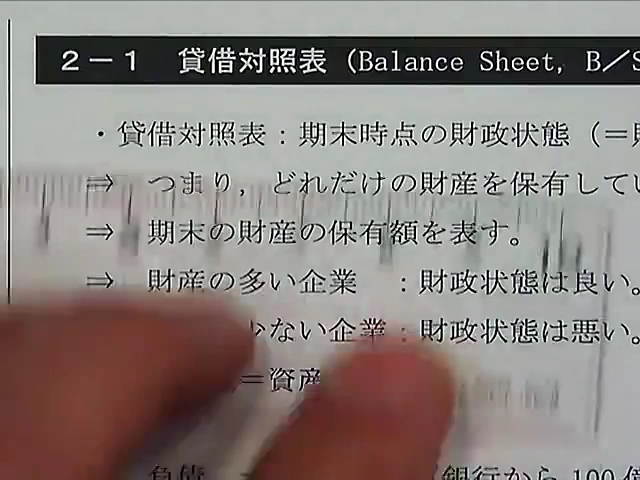 2－1 貸借対照表 (Balance Sheet, B／S
・貸借対照表：期末時点の財政状態（＝
⇒ つまり，どれだけの財産を保有して
⇒ 期末の財産の保有額を表す。
⇒ 財産の多い企業 ：財政状態は良い。
少ない企業：財政状態は悪い。
＝資産
負債 銀行から 100